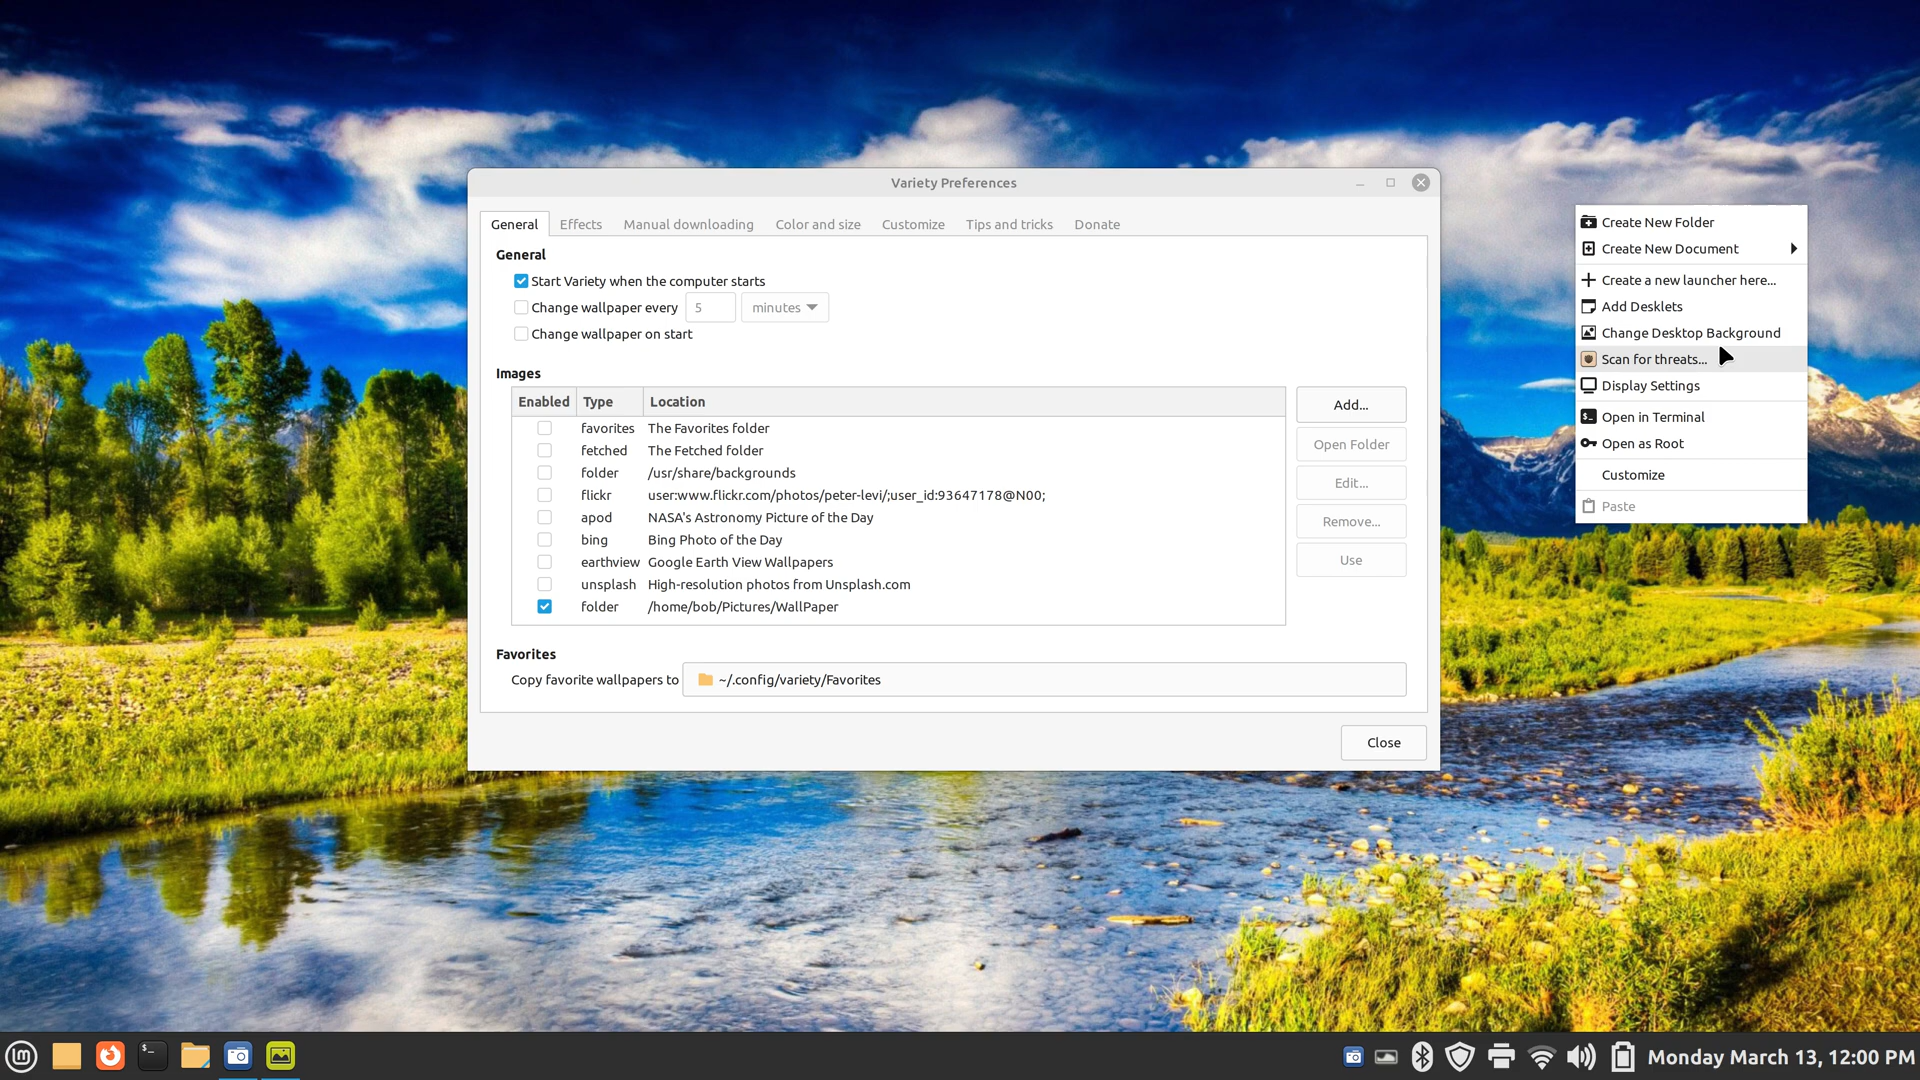 Variety Preferences
General Effects Manual downloading Color and size Customize Tips and tricks Donate
General
Start Variety when the computer starts
Change wallpaper every 5 minutes
Change wallpaper on start
Images
Enabled Type Location
favorites The Favorites folder
fetched The Fetched folder
folder /usr/share/backgrounds
flickr user:www.flickr.com/photos/peter-levi/;user_id:93647178@N00;
apod NASA's Astronomy Picture of the Day
bing Bing Photo of the Day
earthview Google Earth View Wallpapers
unsplash High-resolution photos from Unsplash.com
folder /home/bob/Pictures/WallPaper
Add...
Open Folder
Edit...
Remove...
Use
Favorites
Copy favorite wallpapers to ~/.config/variety/Favorites
Close
Create New Folder
Create New Document
Create a new launcher here...
Add Desklets
Change Desktop Background
Scan for threats...
Display Settings
Open in Terminal
Open as Root
Customize
Paste
Monday March 13, 12:00 PM